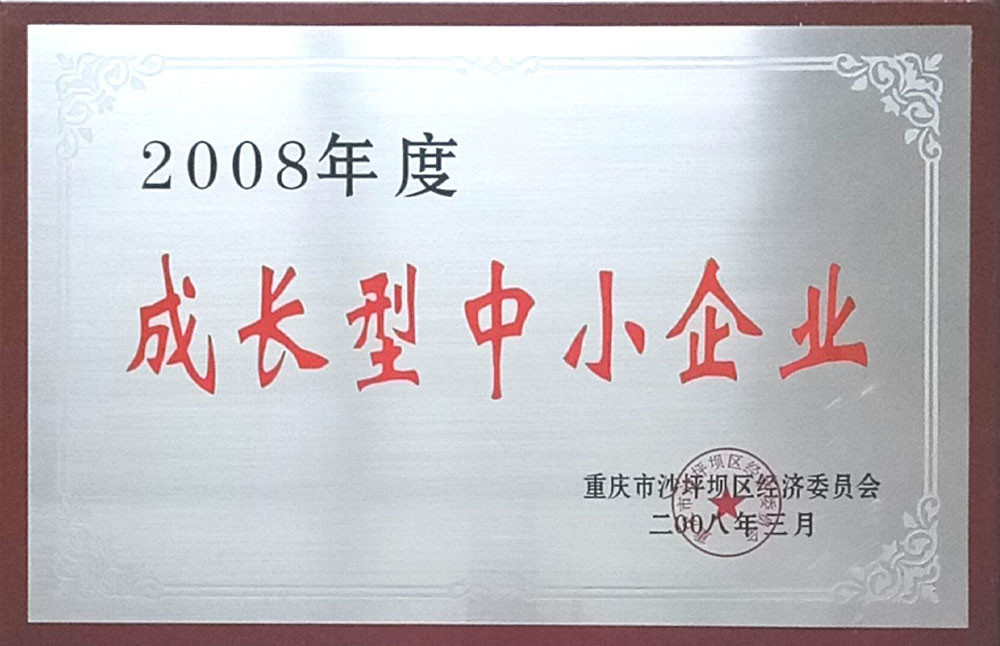 2008年度
成长型中小企业
重庆市沙坪坝区经济委员会
二00八年三月